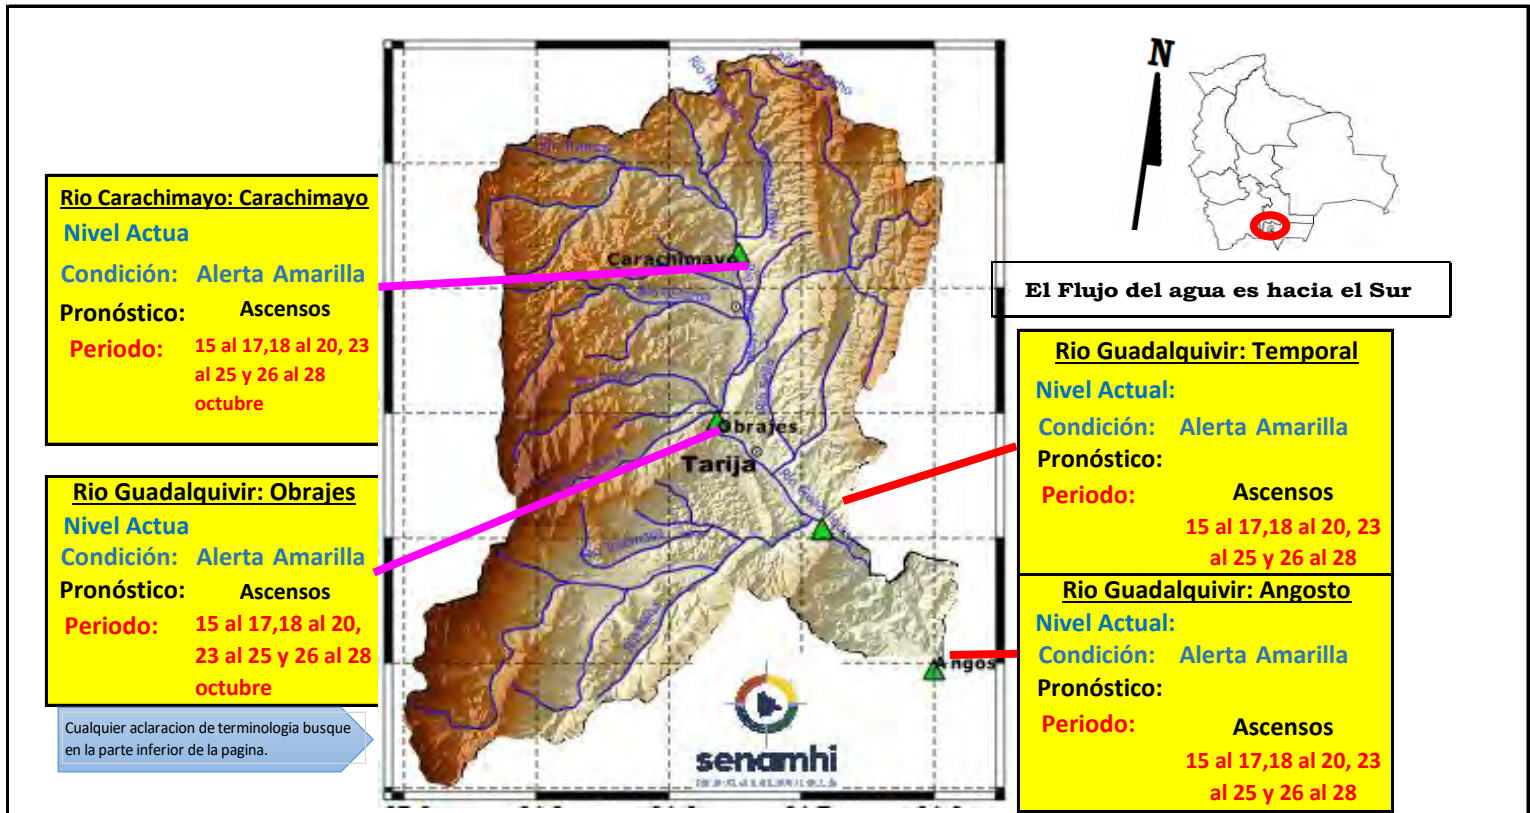 N
El Flujo del agua es hacia el Sur
Rio Carachimayo: Carachimayo
Nivel Actua
Condición: Alerta Amarilla
Pronóstico: Ascensos
Periodo: 15 al 17,18 al 20, 23
al 25 y 26 al 28
octubre
Rio Guadalquivir: Obrajes
Nivel Actua
Condición: Alerta Amarilla
Pronóstico: Ascensos
Periodo: 15 al 17,18 al 20,
23 al 25 y 26 al 28
octubre
Cualquier aclaracion de terminologia busque
en la parte inferior de la pagina.
Carachimayo
Obrajes
Tarija
Angos
senamhi
Rio Guadalquivir: Temporal
Nivel Actual:
Condición: Alerta Amarilla
Pronóstico:
Periodo: Ascensos
15 al 17,18 al 20, 23
al 25 y 26 al 28
Rio Guadalquivir: Angosto
Nivel Actual:
Condición: Alerta Amarilla
Pronóstico:
Periodo: Ascensos
15 al 17,18 al 20, 23
al 25 y 26 al 28